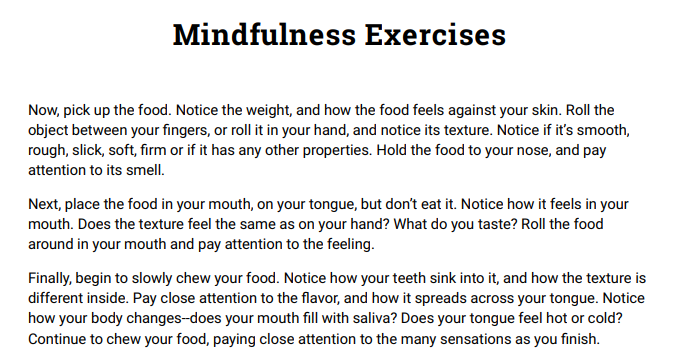 Mindfulness Exercises
Now, pick up the food. Notice the weight, and how the food feels against your skin. Roll the
object between your fingers, or roll it in your hand, and notice its texture. Notice if it’s smooth,
rough, slick, soft, firm or if it has any other properties. Hold the food to your nose, and pay
attention to its smell.
Next, place the food in your mouth, on your tongue, but don’t eat it. Notice how it feels in your
mouth. Does the texture feel the same as on your hand? What do you taste? Roll the food
around in your mouth and pay attention to the feeling.
Finally, begin to slowly chew your food. Notice how your teeth sink into it, and how the texture is
different inside. Pay close attention to the flavor, and how it spreads across your tongue. Notice
how your body changes--does your mouth fill with saliva? Does your tongue feel hot or cold?
Continue to chew your food, paying close attention to the many sensations as you finish.